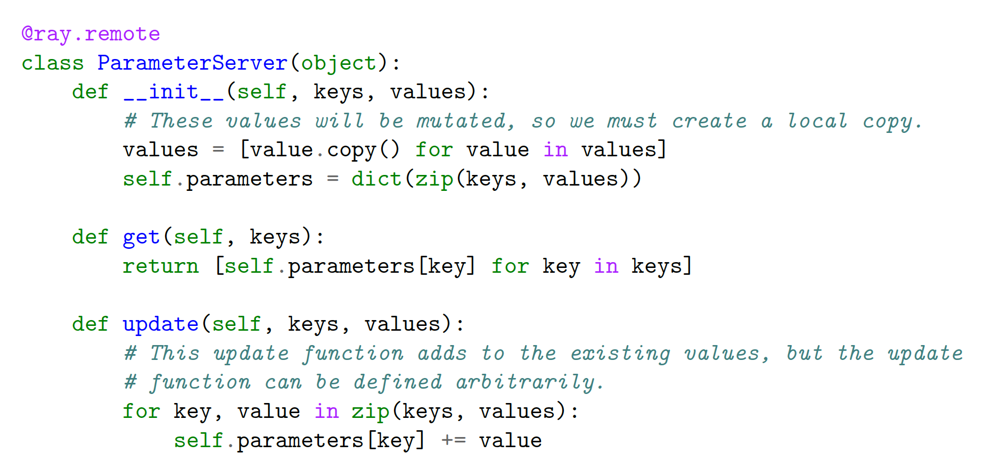 @ray.remote
class ParameterServer(object):
    def __init__(self, keys, values):
        # These values will be mutated, so we must create a local copy.
        values = [value.copy() for value in values]
        self.parameters = dict(zip(keys, values))

    def get(self, keys):
        return [self.parameters[key] for key in keys]

    def update(self, keys, values):
        # This update function adds to the existing values, but the update
        # function can be defined arbitrarily.
        for key, value in zip(keys, values):
            self.parameters[key] += value